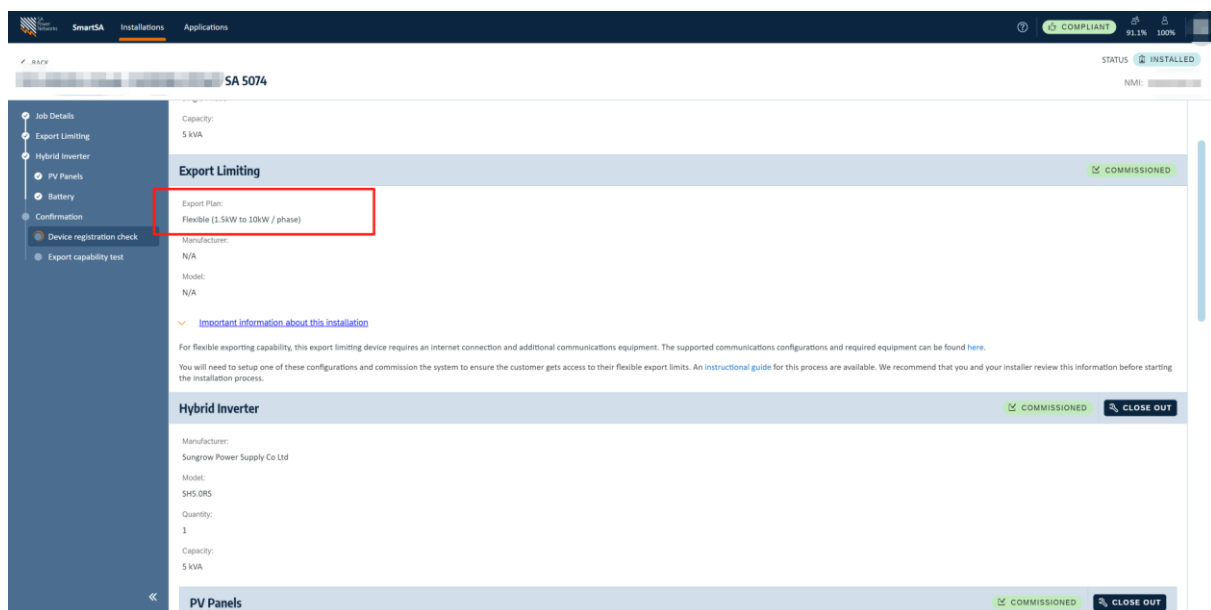 SA Power Networks SmartSA Installations Applications COMPLIANT 91.1% 100%
BACK STATUS INSTALLED
SA 5074 NMI:
Job Details
Export Limiting
Hybrid Inverter
PV Panels
Battery
Confirmation
Device registration check
Export capability test
Capacity:
5 kVA
Export Limiting COMMISSIONED
Export Plan:
Flexible (1.5kW to 10kW / phase)
Manufacturer:
N/A
Model:
N/A
Important information about this installation
For flexible exporting capability, this export limiting device requires an internet connection and additional communications equipment. The supported communications configurations and required equipment can be found here.
You will need to setup one of these configurations and commission the system to ensure the customer gets access to their flexible export limits. An instructional guide for this process are available. We recommend that you and your installer review this information before starting
the installation process.
Hybrid Inverter COMMISSIONED CLOSE OUT
Manufacturer:
Sungrow Power Supply Co Ltd
Model:
SH5.0RS
Quantity:
1
Capacity:
5 kVA
PV Panels COMMISSIONED CLOSE OUT